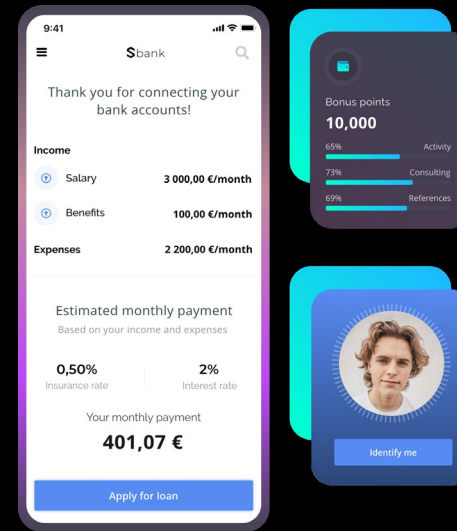 9:41
Sbank
Thank you for connecting your
bank accounts!
Income
Salary 3 000,00 €/month
Benefits 100,00 €/month
Expenses 2 200,00 €/month
Estimated monthly payment
Based on your income and expenses
0,50% 2%
Insurance rate Interest rate
Your monthly payment
401,07 €
Apply for loan
Bonus points
10,000
65% Activity
73% Consulting
69% References
Identify me